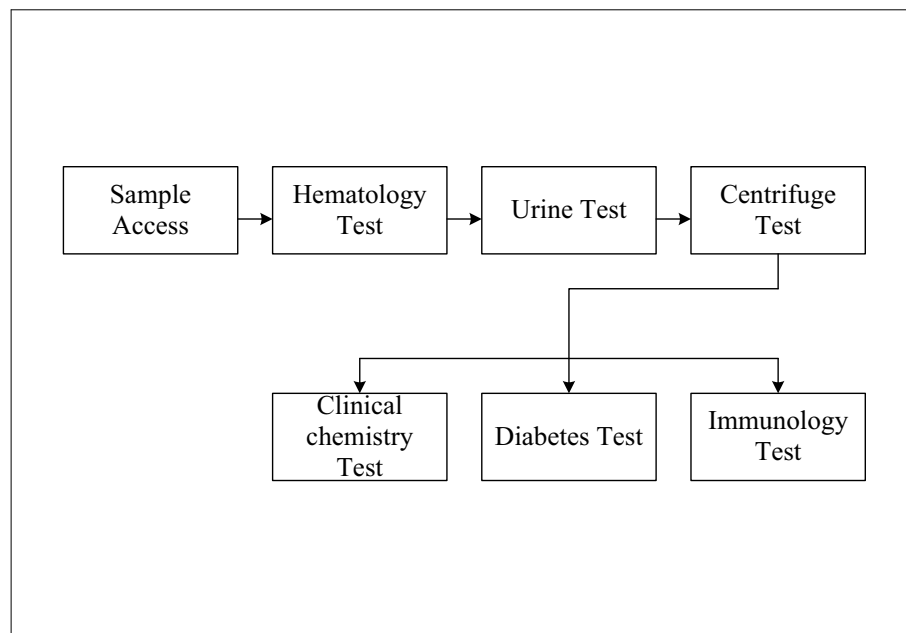 Sample
Access
Hematology
Test
Urine Test
Centrifuge
Test
Clinical
chemistry
Test
Diabetes Test
Immunology
Test